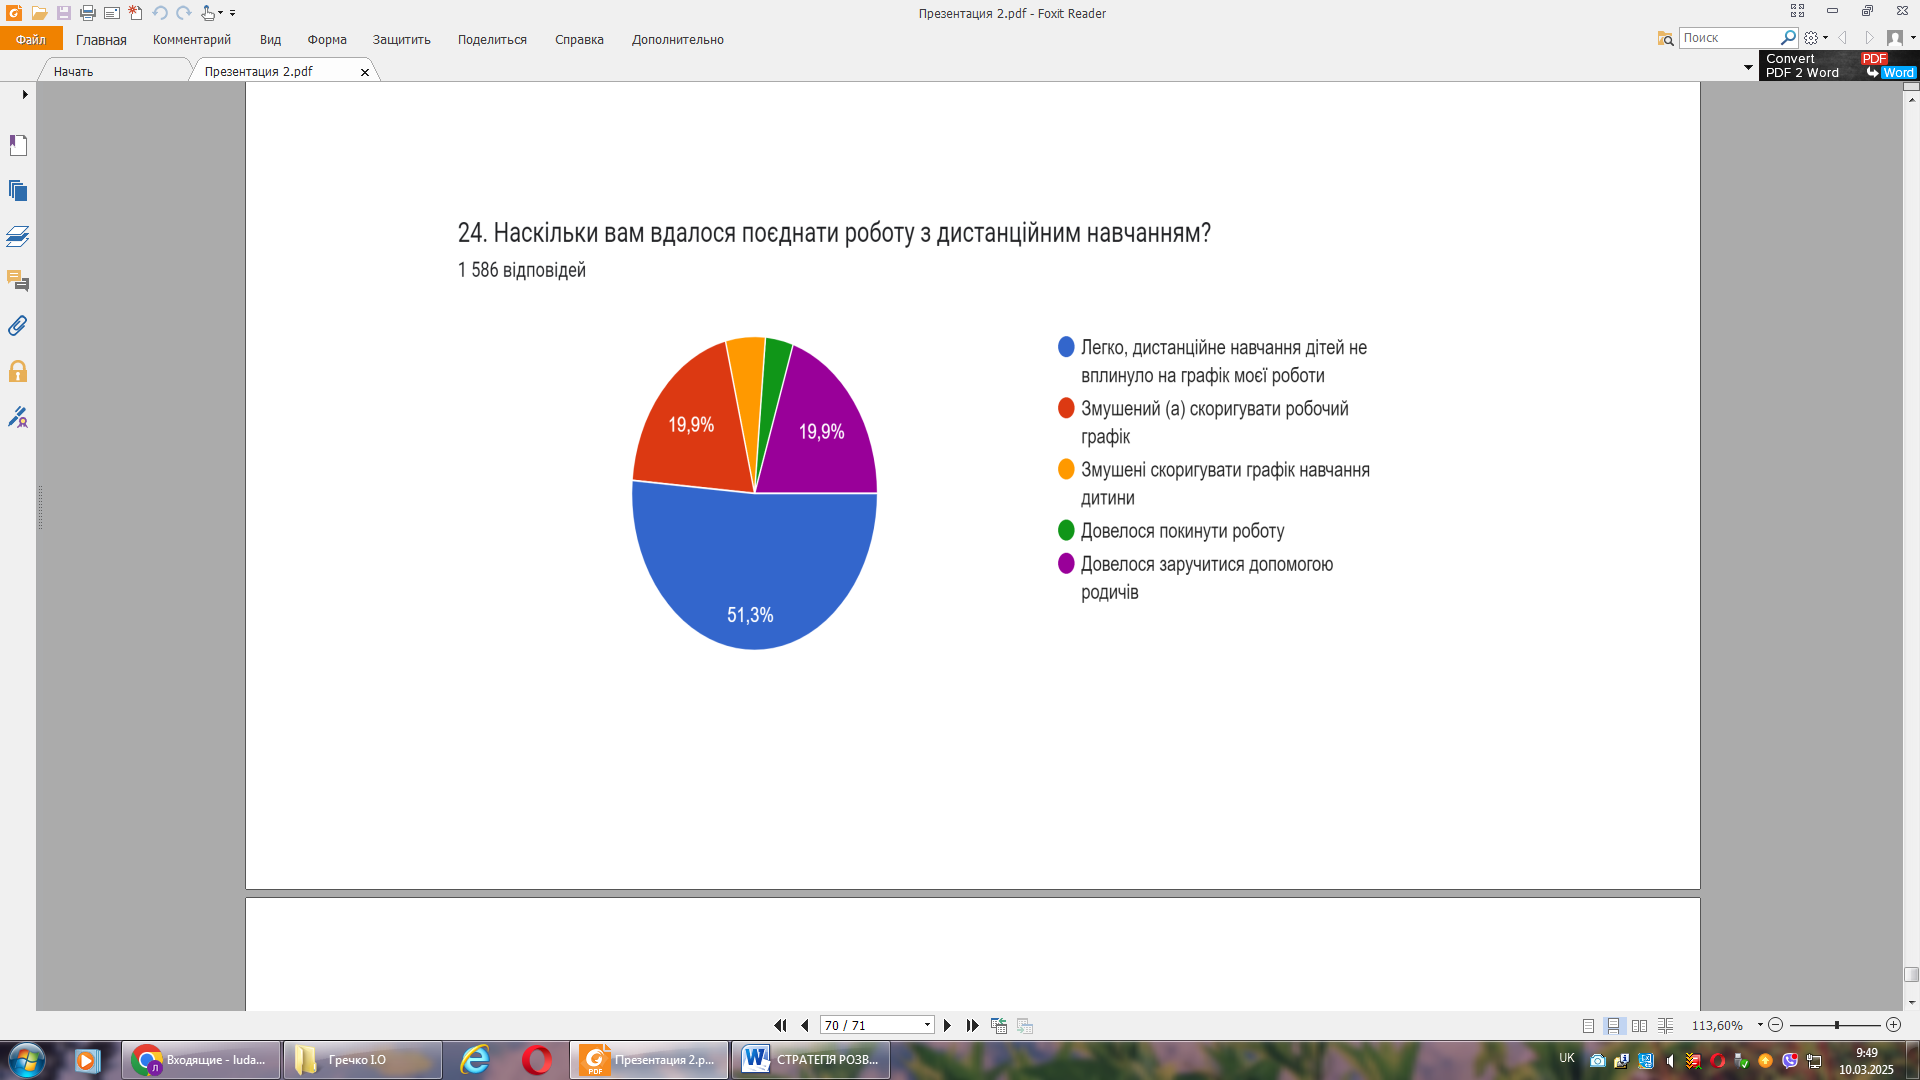 Презентация 2.pdf - Foxit Reader
Файл Главная Комментарий Вид Форма Защитить Поделиться Справка Дополнительно
Поиск
Начать
Презентация 2.pdf
Convert PDF
PDF 2 Word Word
24. Наскільки вам вдалося поєднати роботу з дистанційним навчанням?
1 586 відповідей
19,9%
19,9%
51,3%
Легко, дистанційне навчання дітей не
вплинуло на графік моєї роботи
Змушений (а) скоригувати робочий
графік
Змушені скоригувати графік навчання
дитини
Довелося покинути роботу
Довелося заручитися допомогою
родичів
70 / 71
113,60%
Входящие - luda...
Гречко І.О
PDF
Презентация 2.p...
СТРАТЕГІЯ РОЗВ...
UK
9:49
10.03.2025